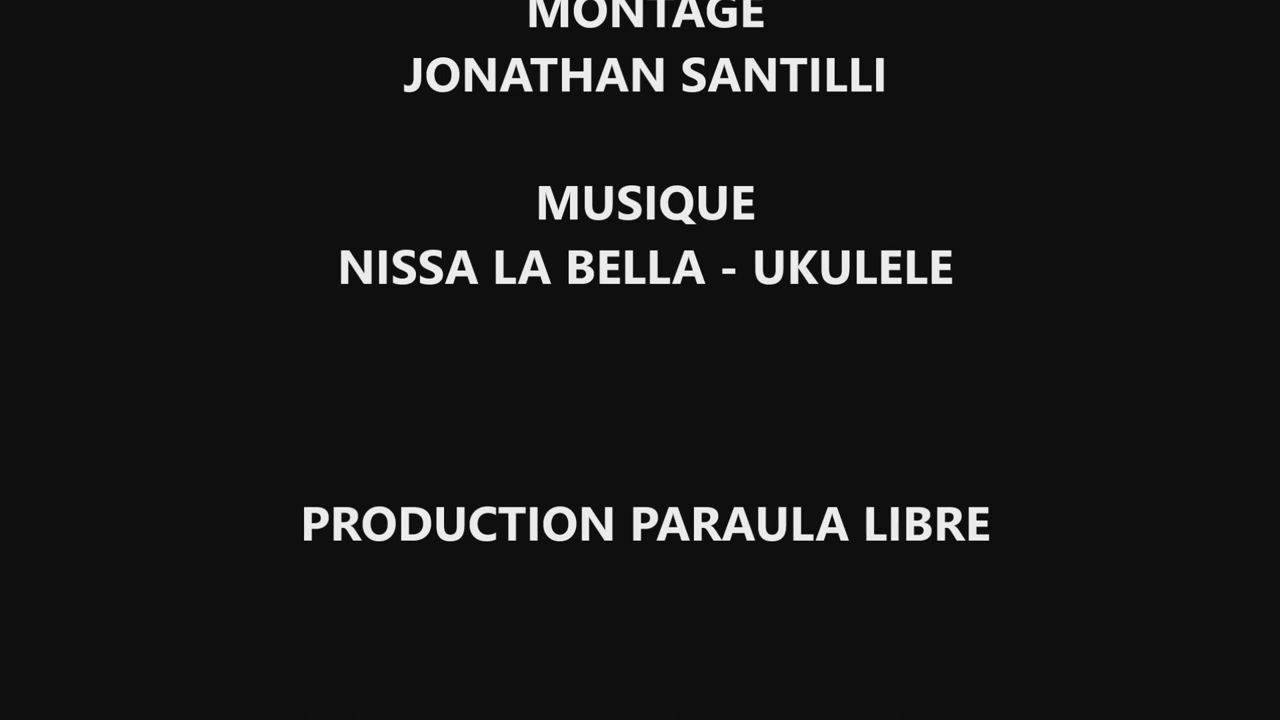 MONTAGE
JONATHAN SANTILLI
MUSIQUE
NISSA LA BELLA - UKULELE
PRODUCTION PARAULA LIBRE